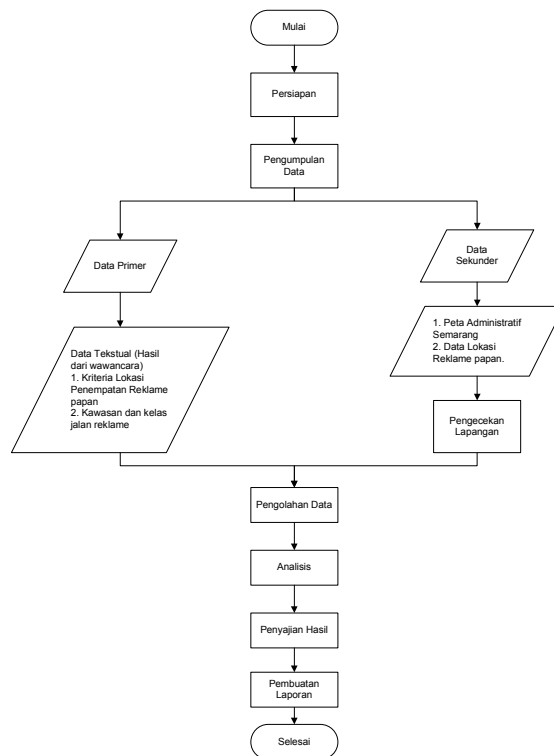 Mulai
Persiapan
Pengumpulan
Data
Data Primer
Data
Sekunder
Data Tekstual (Hasil
dari wawancara)
1. Kriteria Lokasi
Penempatan Reklame
papan
2. Kawasan dan kelas
jalan reklame
1. Peta Administratif
Semarang
2. Data Lokasi
Reklame papan.
Pengecekan
Lapangan
Pengolahan Data
Analisis
Penyajian Hasil
Pembuatan
Laporan
Selesai